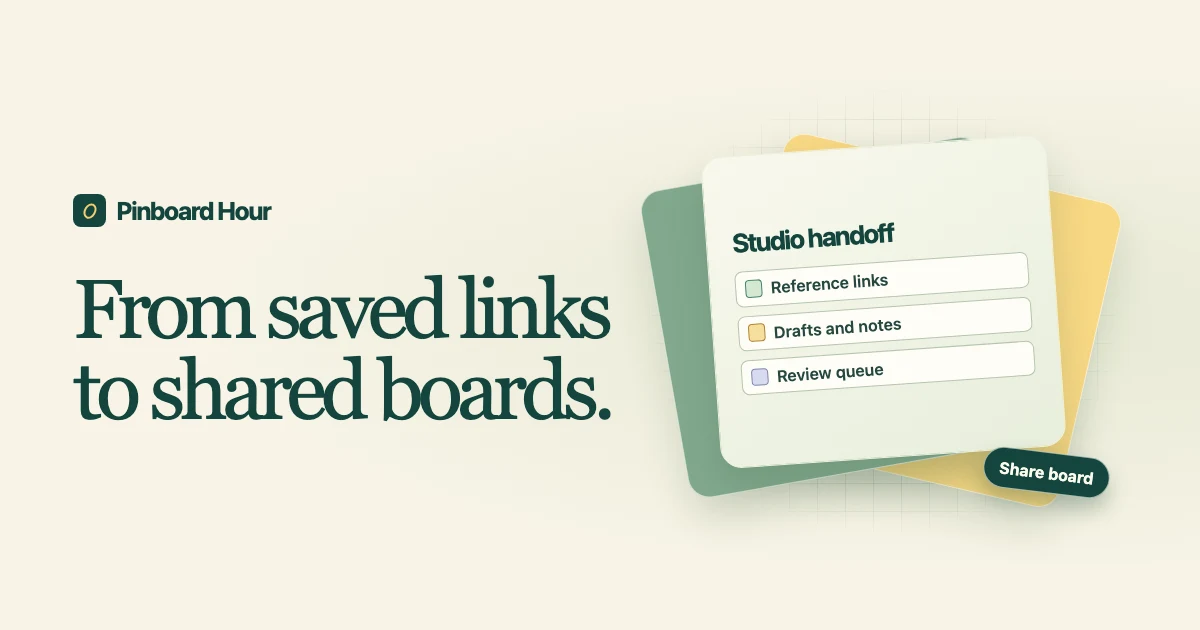 Pinboard Hour
From saved links
to shared boards.
Studio handoff
Reference links
Drafts and notes
Review queue
Share board